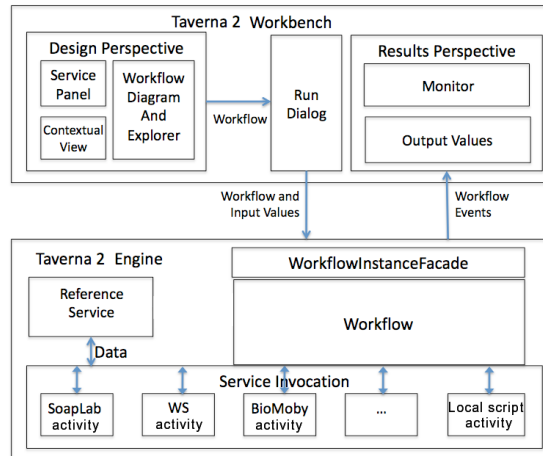 Taverna 2 Workbench
Design Perspective
Service
Panel
Contextual
View
Workflow
Diagram
And
Explorer
Workflow
Run
Dialog
Results Perspective
Monitor
Output Values
Workflow and
Input Values
Workflow
Events
Taverna 2 Engine
WorkflowInstanceFacade
Reference
Service
Workflow
Data
Service Invocation
SoapLab
activity
WS
activity
BioMoby
activity
...
Local script
activity